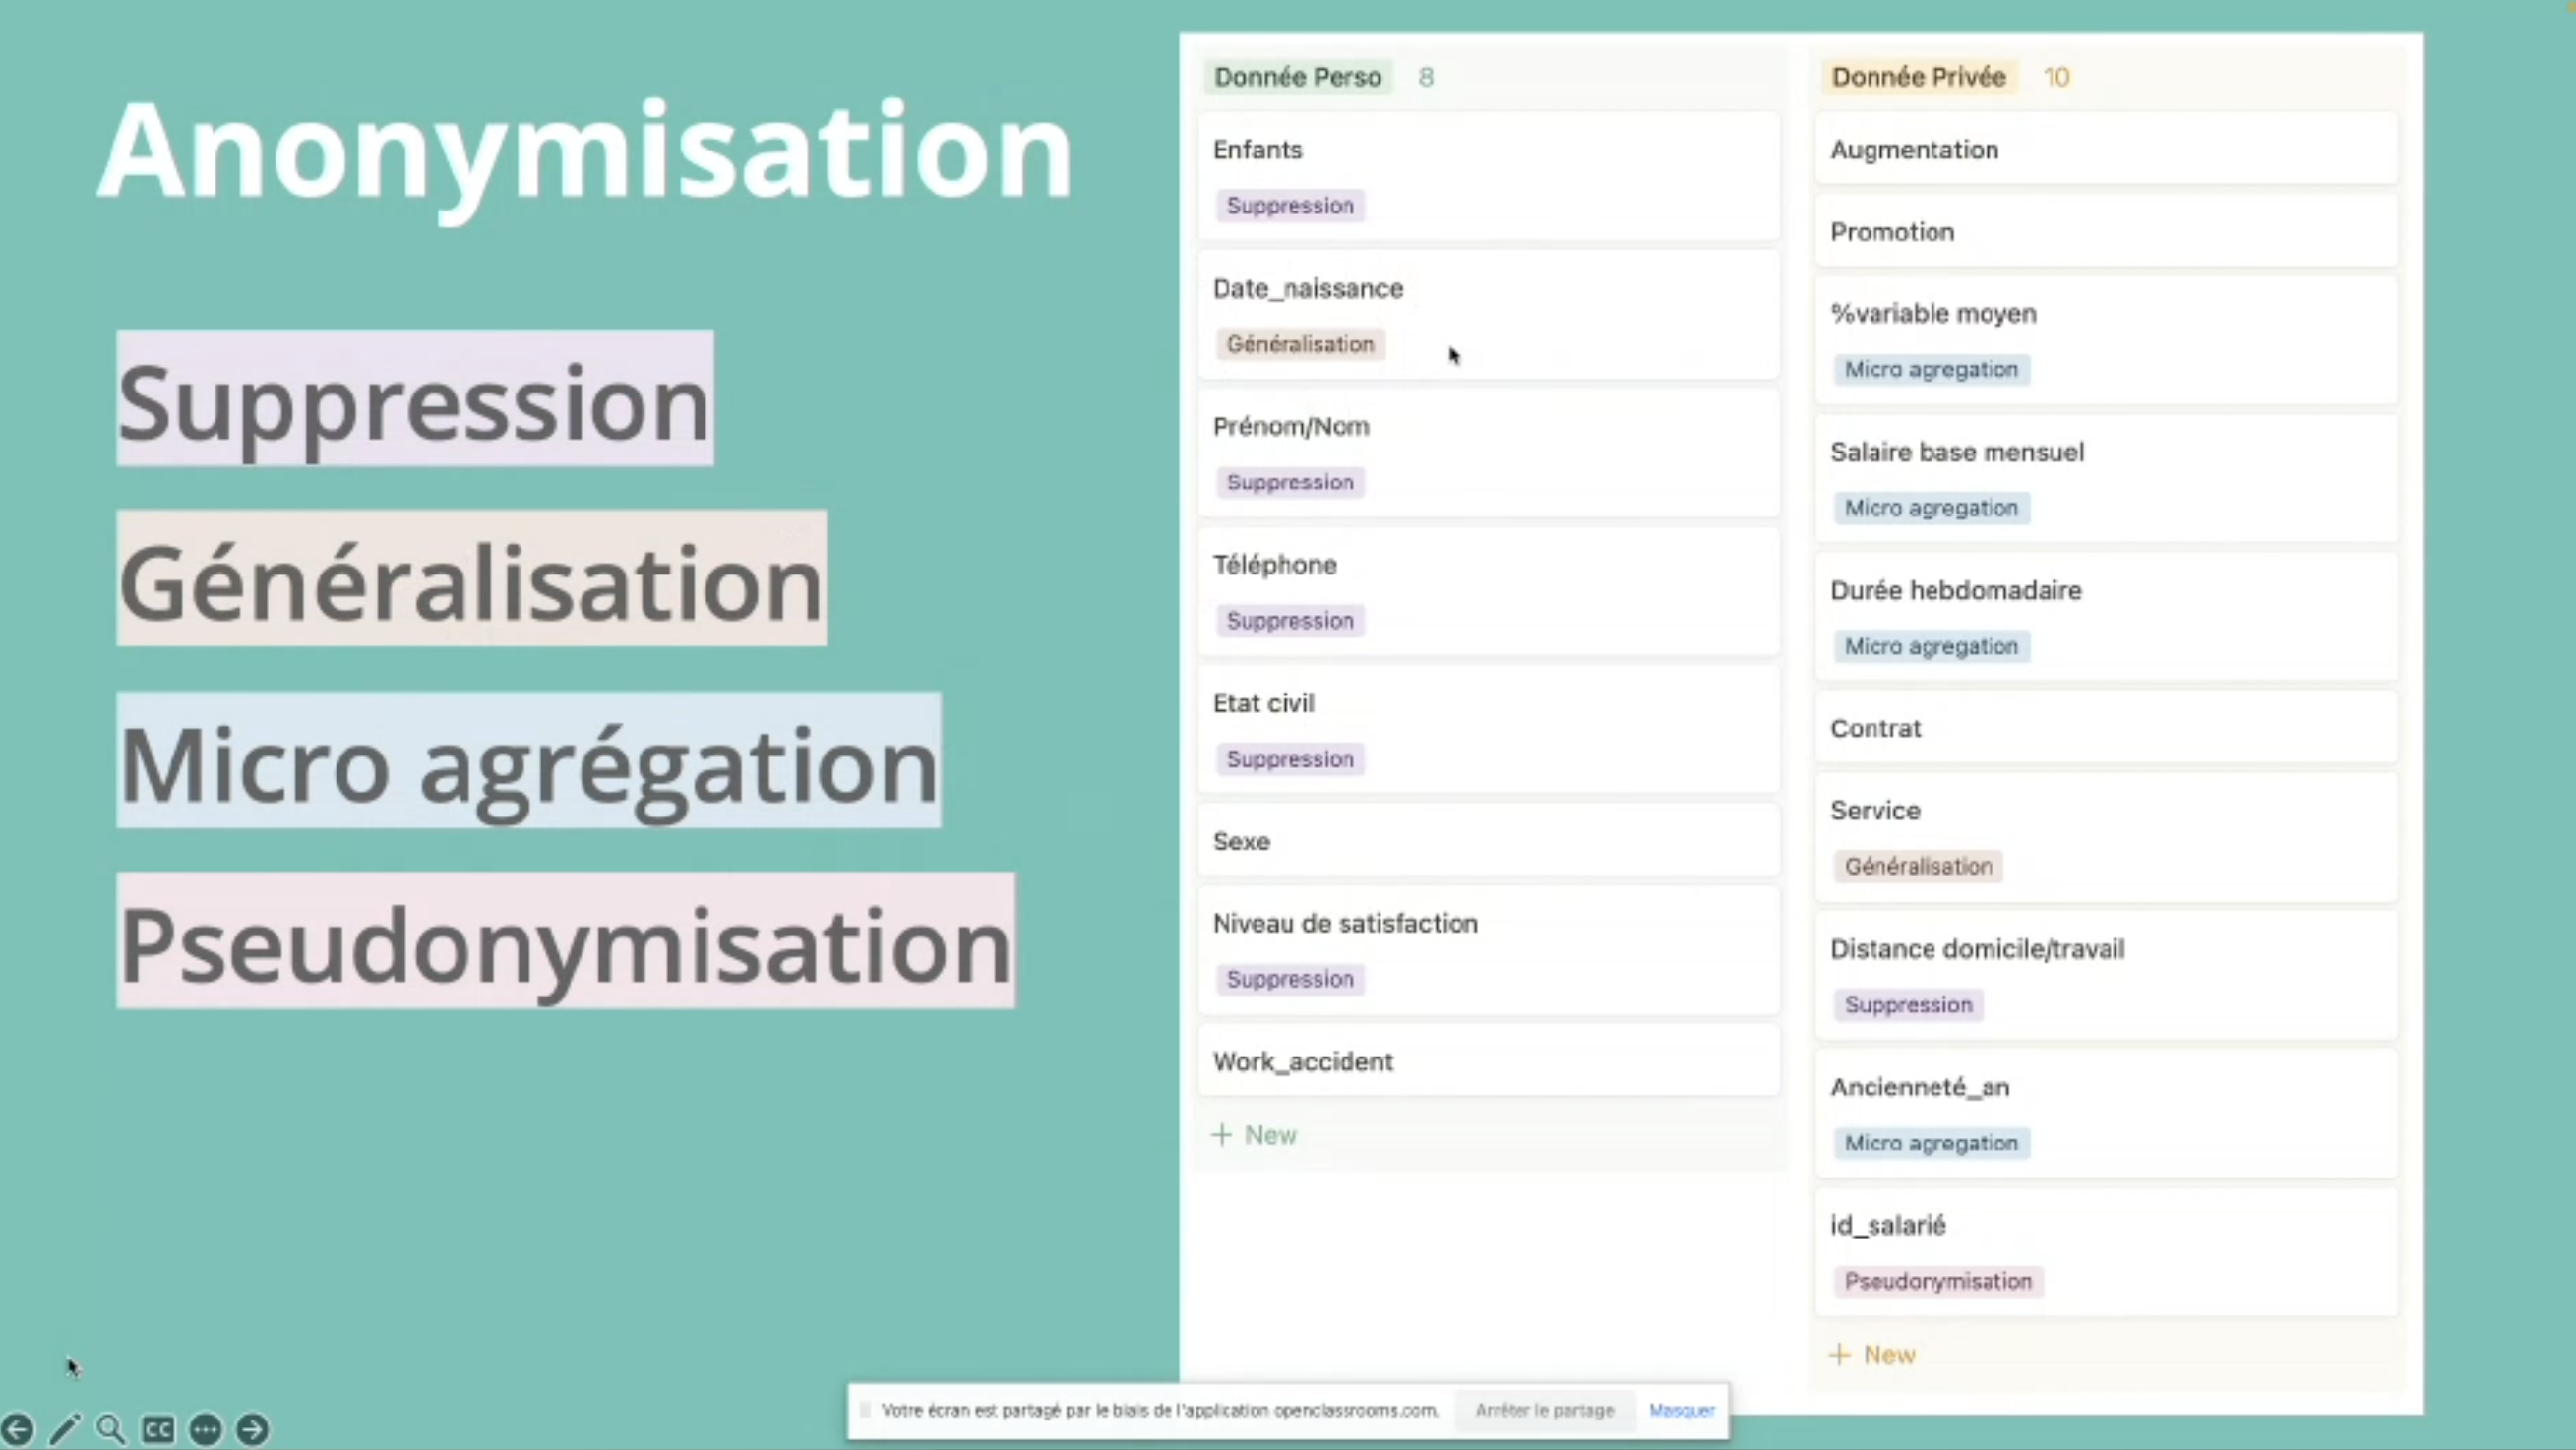 Anonymisation
Suppression
Généralisation
Micro agrégation
Pseudonymisation
Donnée Perso 8
Enfants
Suppression
Date_naissance
Généralisation
Prénom/Nom
Suppression
Téléphone
Suppression
Etat civil
Suppression
Sexe
Niveau de satisfaction
Suppression
Work_accident
+ New
Donnée Privée 10
Augmentation
Promotion
%variable moyen
Micro agregation
Salaire base mensuel
Micro agregation
Durée hebdomadaire
Micro agregation
Contrat
Service
Généralisation
Distance domicile/travail
Suppression
Ancienneté_an
Micro agregation
id_salarié
Pseudonymisation
+ New
Votre écran est partagé par le biais de l'application openclassrooms.com. Arrêter le partage Masquer
CC